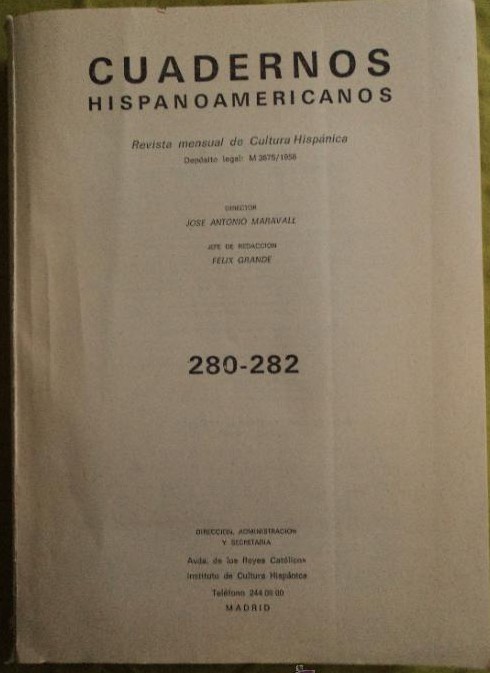 CUADERNOS
HISPANOAMERICANOS
Revista mensual de Cultura Hispánica
Depósito legal: M 3875/1958
DIRECTOR
JOSE ANTONIO MARAVALL
JEFE DE REDACCION
FELIX GRANDE
280-282
DIRECCION, ADMINISTRACION
Y SECRETARIA
Avda. de los Reyes Católicos
Instituto de Cultura Hispánica
Teléfono 244 06 00
MADRID